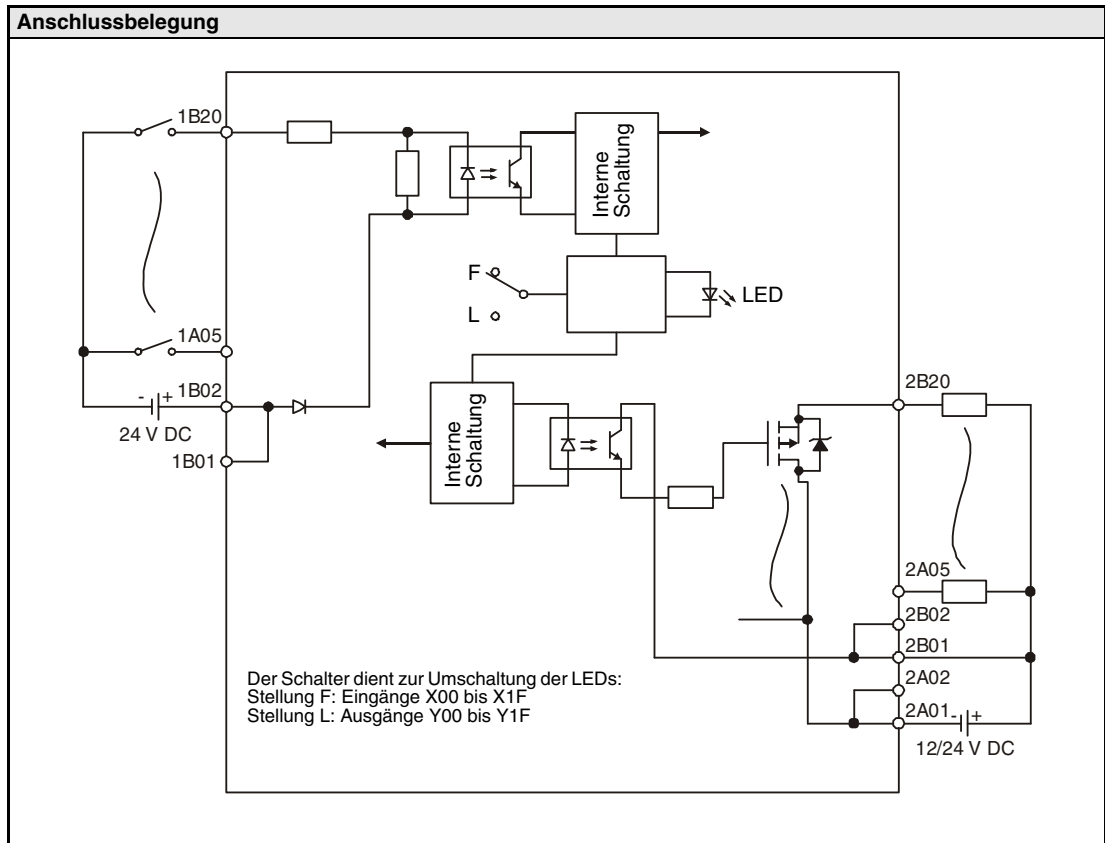 Anschlussbelegung
1B20
Interne
Schaltung
F
L
LED
1A05
1B02
- +
24 V DC
1B01
Interne
Schaltung
2B20
2A05
2B02
2B01
2A02
2A01
- +
12/24 V DC
Der Schalter dient zur Umschaltung der LEDs:
Stellung F: Eingänge X00 bis X1F
Stellung L: Ausgänge Y00 bis Y1F